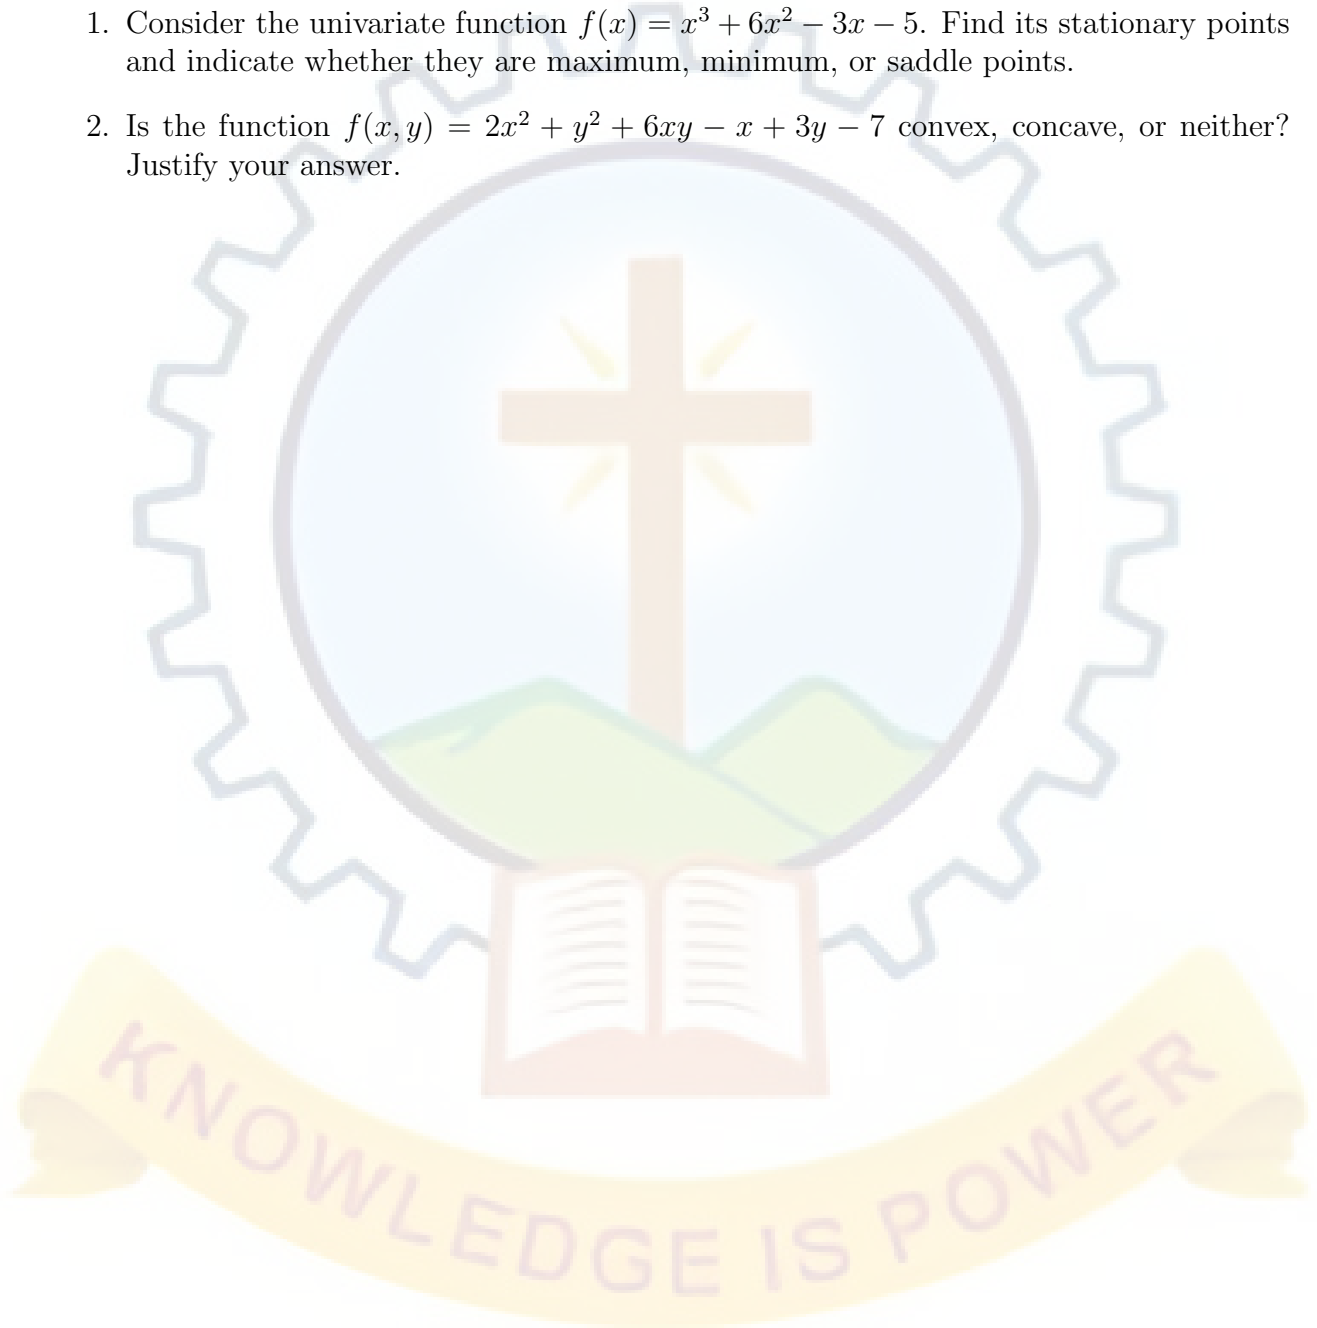 1. Consider the univariate function f(x) = x³ + 6x² − 3x − 5. Find its stationary points
and indicate whether they are maximum, minimum, or saddle points.
2. Is the function f(x, y) = 2x² + y² + 6xy − x + 3y − 7 convex, concave, or neither?
Justify your answer.
KNOWLEDGE IS POWER